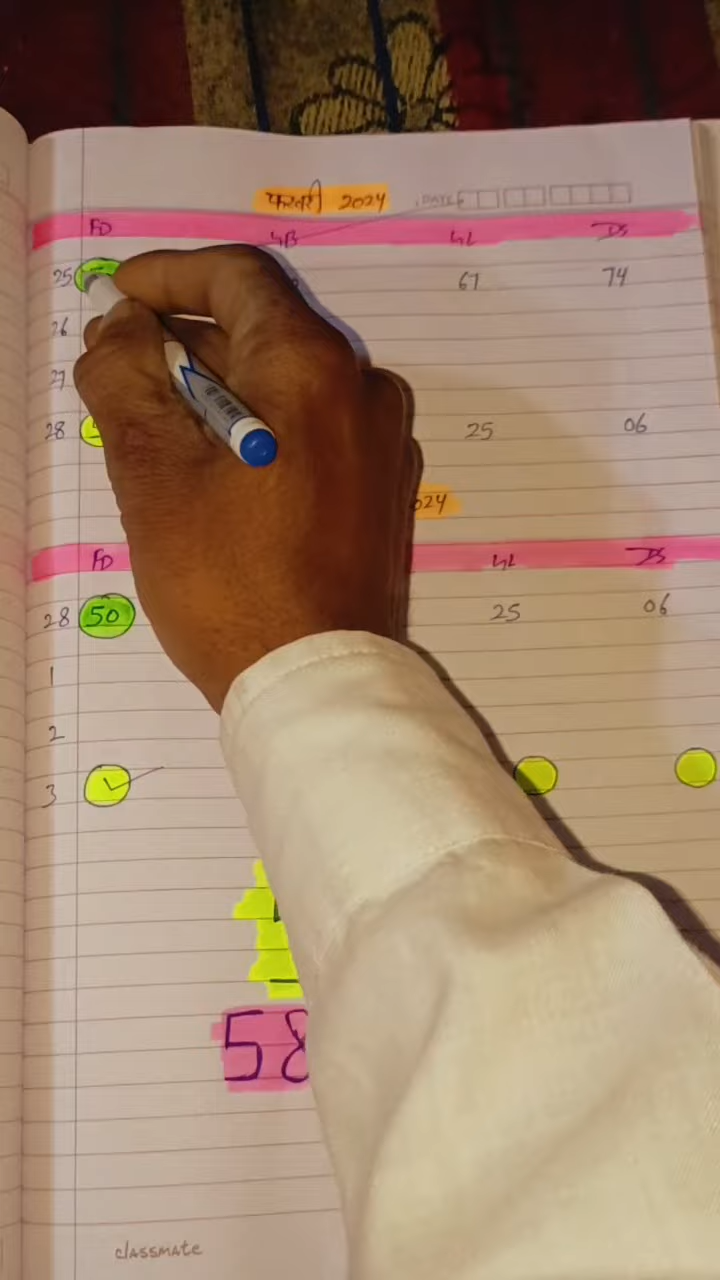 फरवरी 2024
DATE
FD GB GL DS
25 67 74
26
27
28 25 06
024
FD GL DS
28 50 25 06
1
2
3
58
classmate